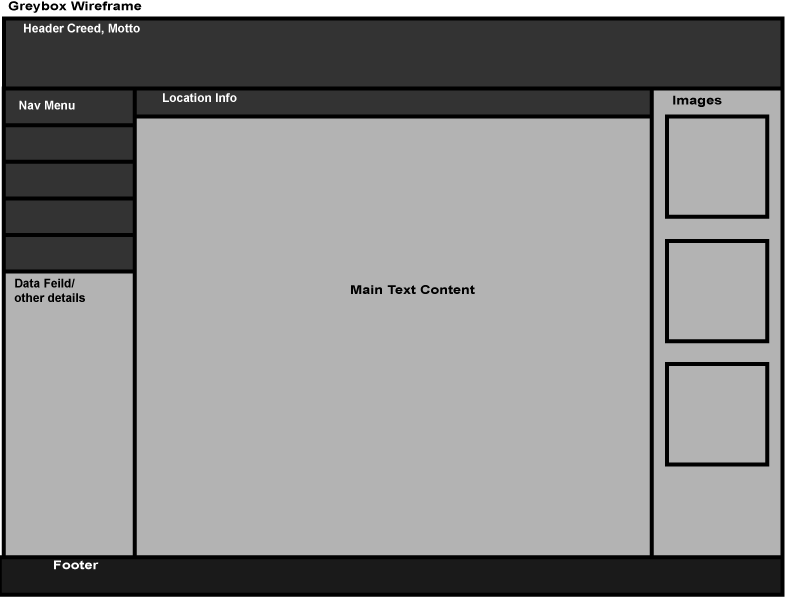 Greybox Wireframe
Header Creed, Motto
Nav Menu
Location Info
Images
Data Feild/
other details
Main Text Content
Footer